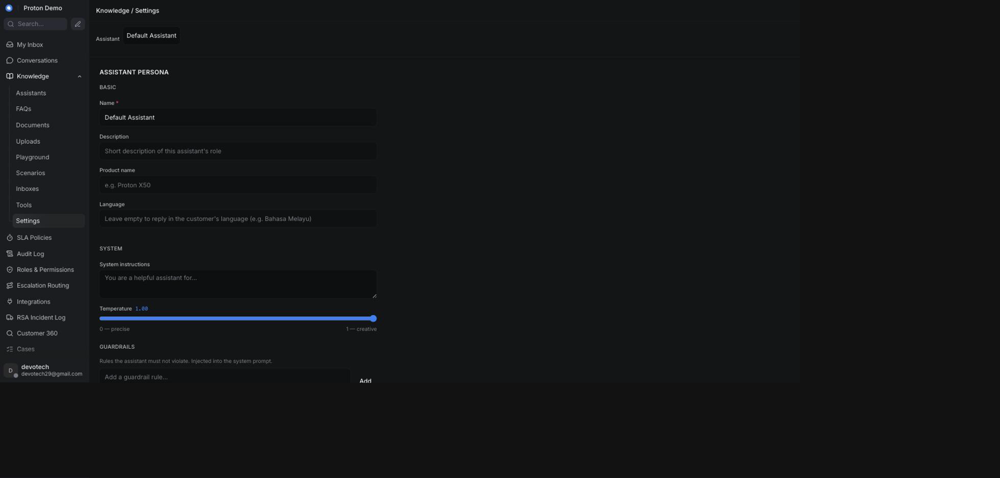 Proton Demo
Search...
My Inbox
Conversations
Knowledge
Assistants
FAQs
Documents
Uploads
Playground
Scenarios
Inboxes
Tools
Settings
SLA Policies
Audit Log
Roles & Permissions
Escalation Routing
Integrations
RSA Incident Log
Customer 360
Cases
D
devotech
devotech29@gmail.com
Knowledge / Settings
Assistant Default Assistant
ASSISTANT PERSONA
BASIC
Name *
Default Assistant
Description
Short description of this assistant's role
Product name
e.g. Proton X50
Language
Leave empty to reply in the customer's language (e.g. Bahasa Melayu)
SYSTEM
System instructions
You are a helpful assistant for...
Temperature 1.00
0 — precise 1 — creative
GUARDRAILS
Rules the assistant must not violate. Injected into the system prompt.
Add a guardrail rule... Add